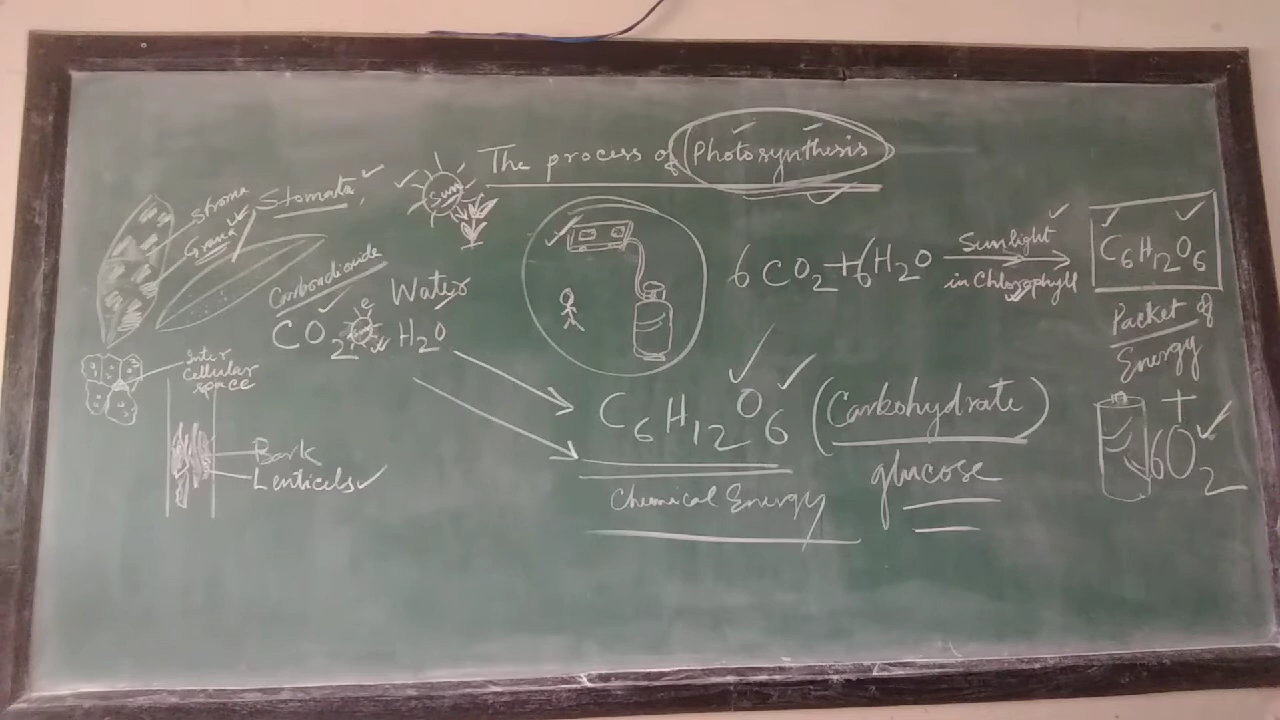 The process of Photosynthesis
Sun
Stroma
Grana
Stomata
Carbondioxide
Water
CO2 H2O
6CO2+6H2O
Sunlight
in Chlorophyll
C6H12O6
Packet of
Energy
+
6O2
Inter
cellular
space
Bark
Lenticels
C6H12O6 (Carbohydrate)
glucose
Chemical Energy